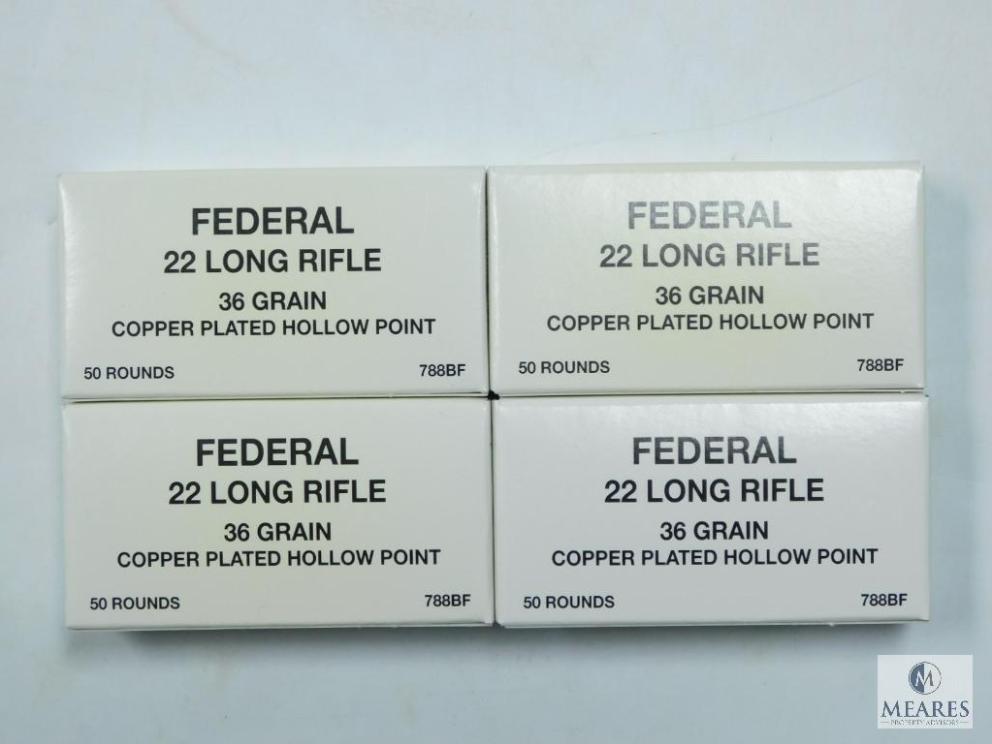 FEDERAL
22 LONG RIFLE
36 GRAIN
COPPER PLATED HOLLOW POINT
50 ROUNDS 788BF
FEDERAL
22 LONG RIFLE
36 GRAIN
COPPER PLATED HOLLOW POINT
50 ROUNDS 788BF
FEDERAL
22 LONG RIFLE
36 GRAIN
COPPER PLATED HOLLOW POINT
50 ROUNDS 788BF
FEDERAL
22 LONG RIFLE
36 GRAIN
COPPER PLATED HOLLOW POINT
50 ROUNDS 788BF
M
MEARES
PROPERTY ADVISORS